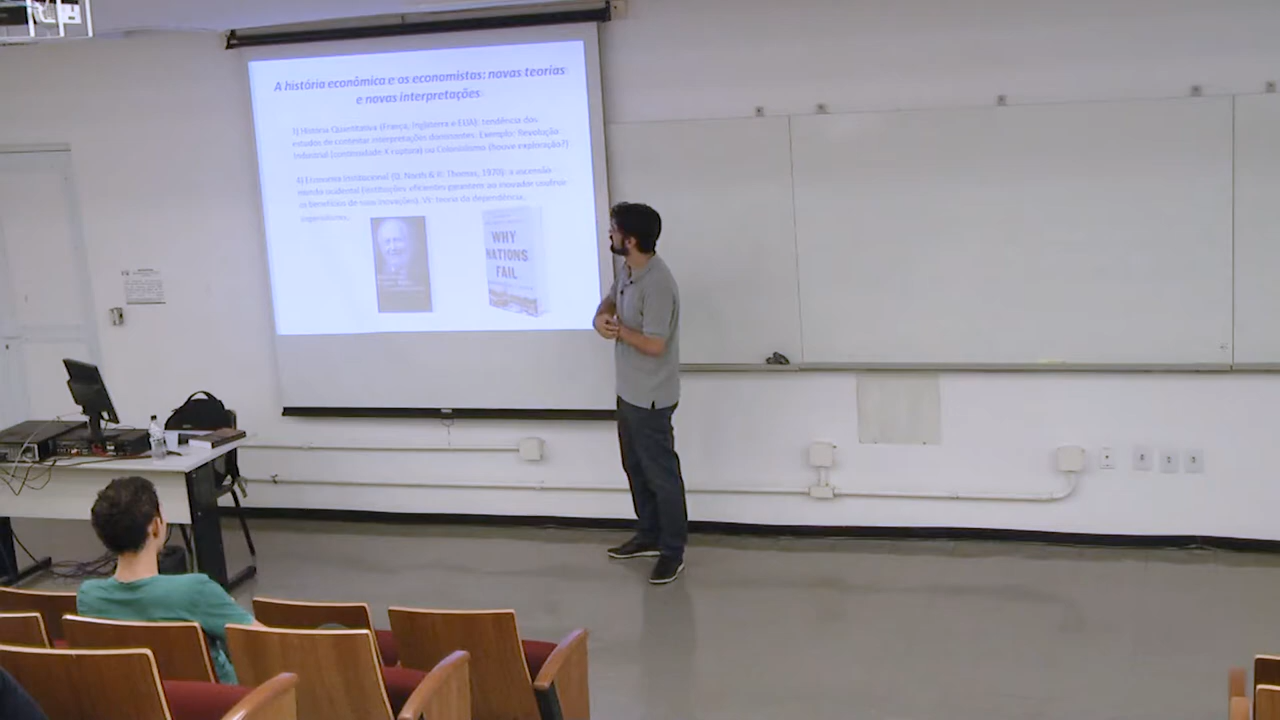 A história econômica e os economistas: novas teorias
e novas interpretações
História Quantitativa (França, Inglaterra e EUA): tendência dos
estudos de contestar interpretações dominantes. Exemplo: Revolução
Industrial (continuidade X ruptura) ou Colonialismo (houve exploração?)
Economia Institucional (D. North & R. Thomas, 1970): a ascensão
mundo ocidental (instituições eficientes garantem ao inovador usufruir
os benefícios de suas inovações). Vs. teoria da dependência,
WHY
NATIONS
FAIL